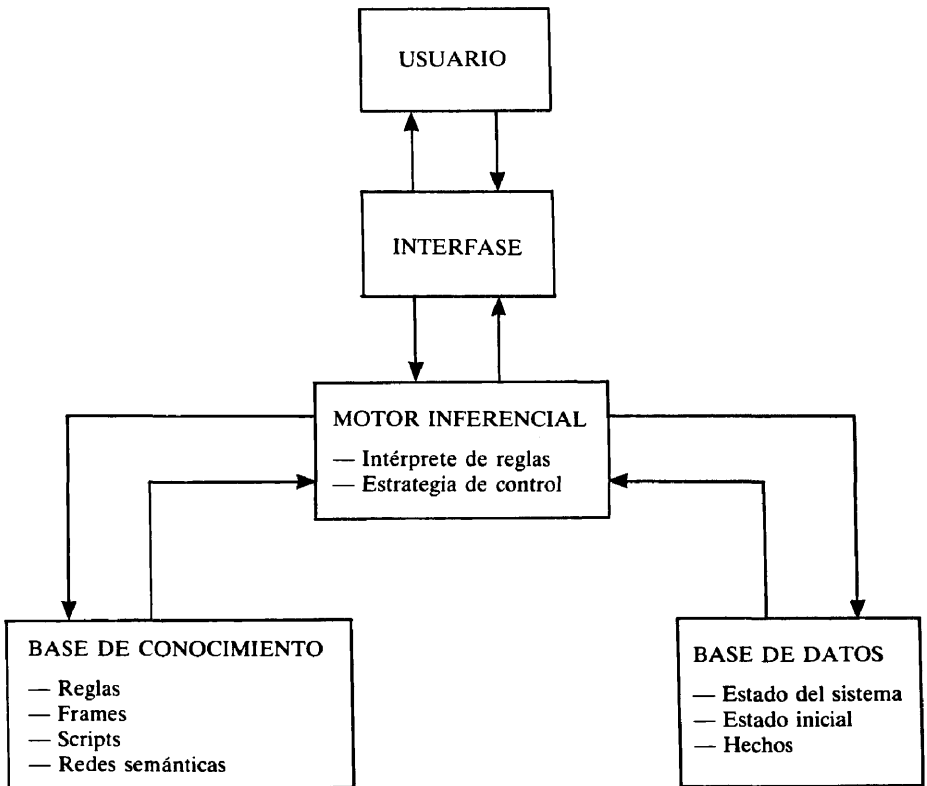 USUARIO
INTERFASE
MOTOR INFERENCIAL
— Intérprete de reglas
— Estrategia de control
BASE DE CONOCIMIENTO
— Reglas
— Frames
— Scripts
— Redes semánticas
BASE DE DATOS
— Estado del sistema
— Estado inicial
— Hechos